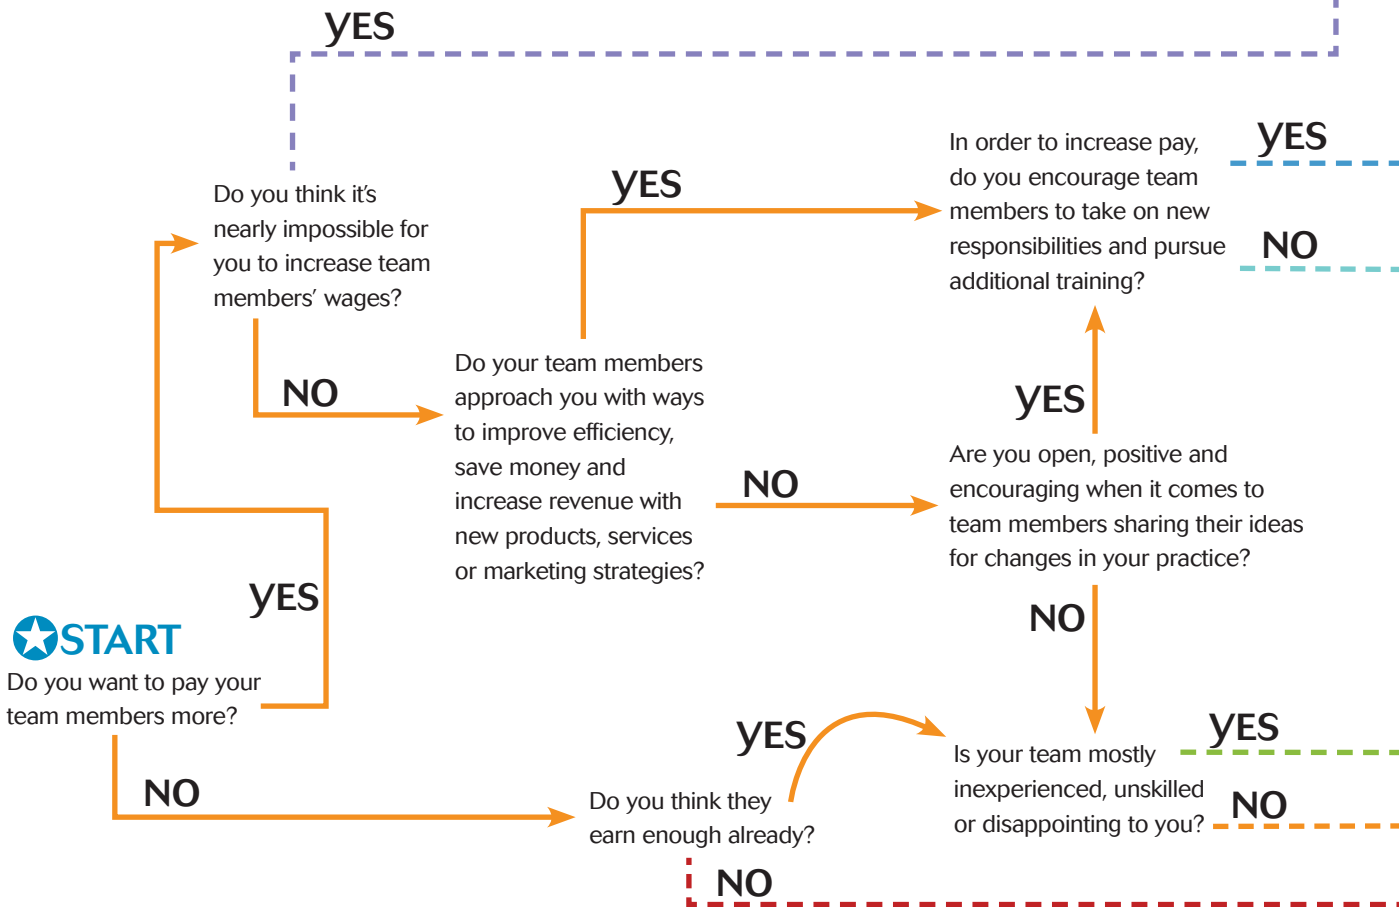 YES
Do you think it's
nearly impossible for
you to increase team
members' wages?
NO
YES
In order to increase pay,
do you encourage team
members to take on new
responsibilities and pursue
additional training?
YES
NO
Do your team members
approach you with ways
to improve efficiency,
save money and
increase revenue with
new products, services
or marketing strategies?
NO
YES
Are you open, positive and
encouraging when it comes to
team members sharing their ideas
for changes in your practice?
NO
YES
START
Do you want to pay your
team members more?
NO
Do you think they
earn enough already?
YES
NO
Is your team mostly
inexperienced, unskilled
or disappointing to you?
YES
NO